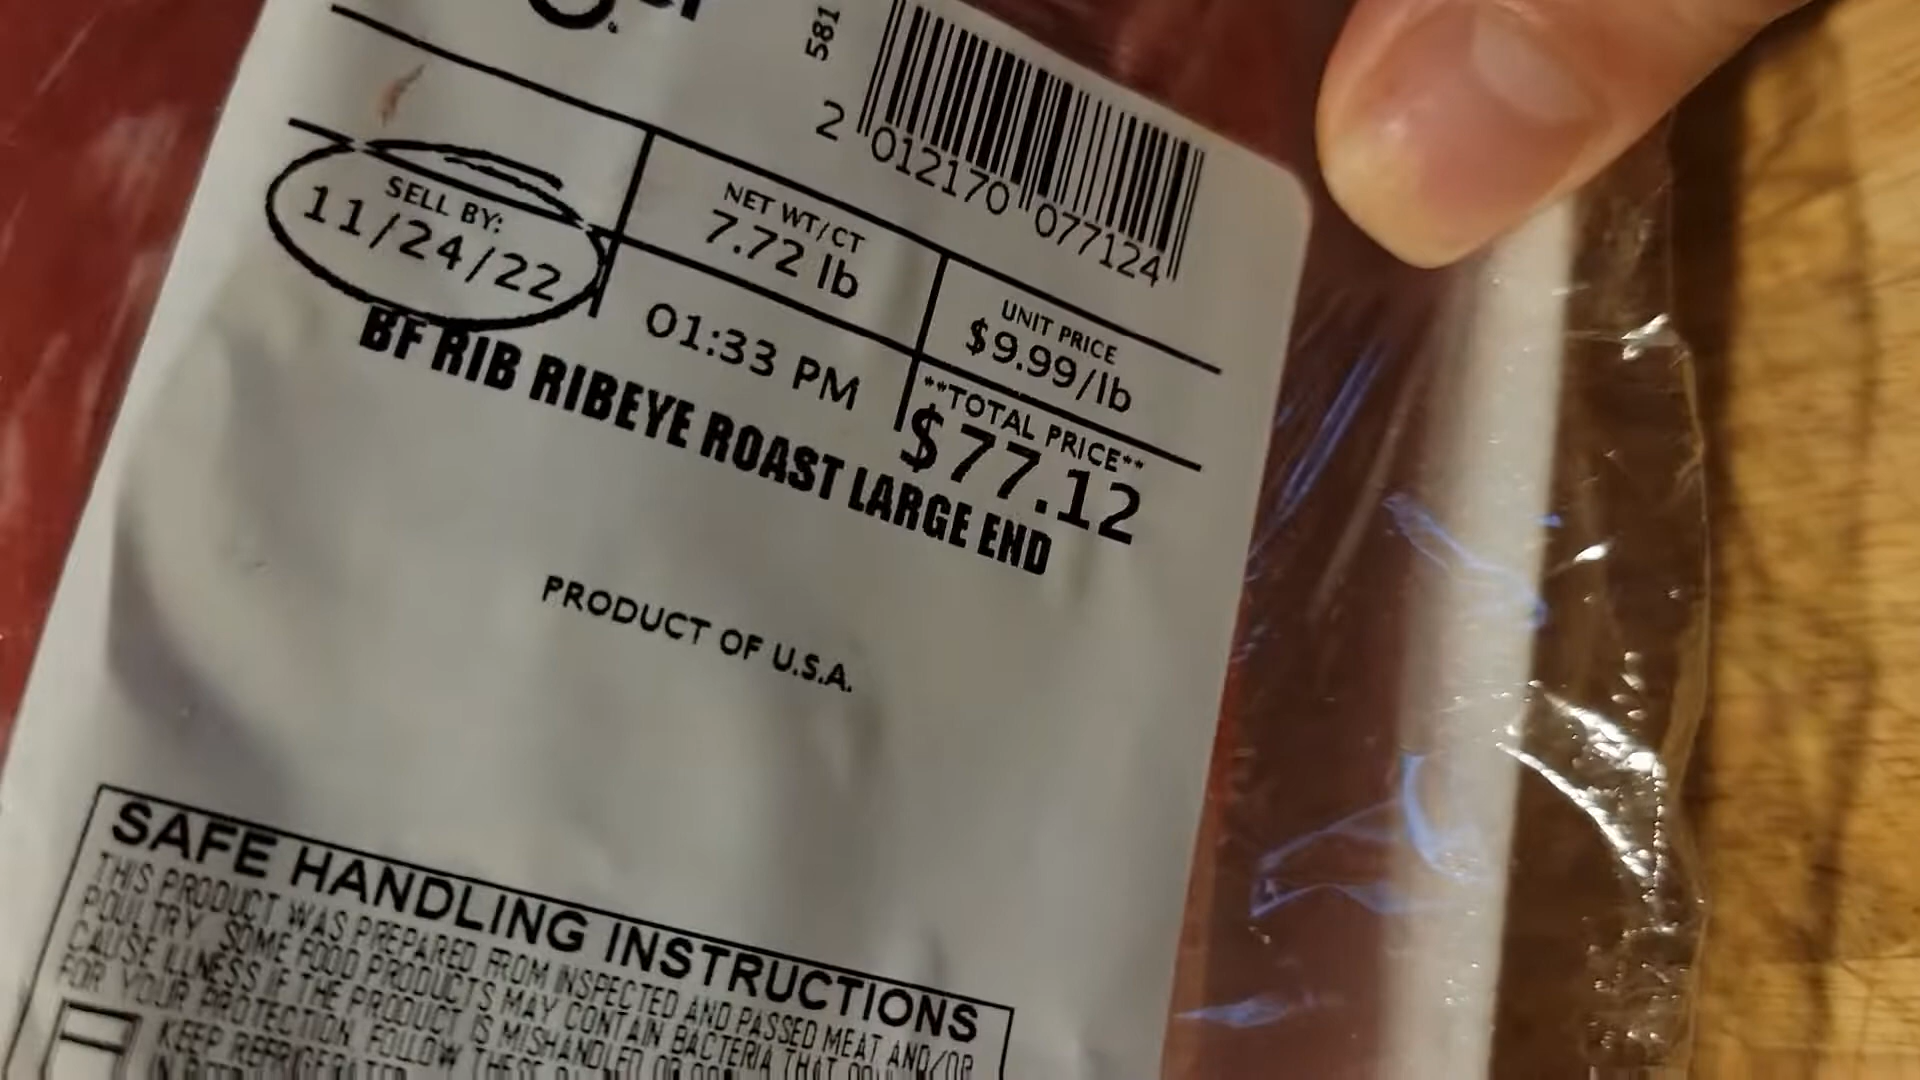 581
2 012170 077124
SELL BY:
11/24/22
NET WT/CT
7.72 lb
UNIT PRICE
$9.99/lb
01:33 PM
**TOTAL PRICE**
$77.12
BF RIB RIBEYE ROAST LARGE END
PRODUCT OF U.S.A.
SAFE HANDLING INSTRUCTIONS
THIS PRODUCT WAS PREPARED FROM INSPECTED AND PASSED MEAT AND/OR
POULTRY. SOME FOOD PRODUCTS MAY CONTAIN BACTERIA THAT
CAUSE ILLNESS IF THE PRODUCT IS MISHANDLED OR
FOR YOUR PROTECTION, FOLLOW THESE
KEEP REFRIGERATED